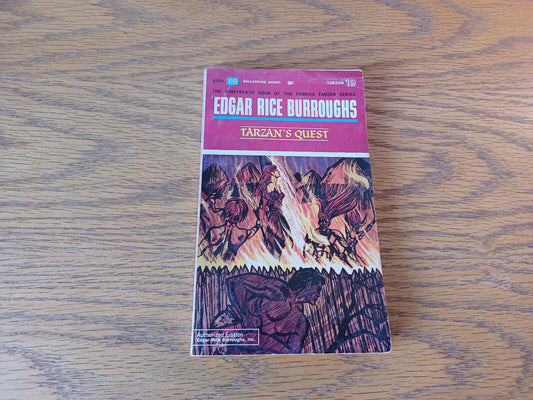 BB BALLANTINE BOOKS 50¢ TARZAN 19
THE NINETEENTH BOOK OF THE FAMOUS TARZAN SERIES
EDGAR RICE BURROUGHS
TARZAN'S QUEST
Authorized Edition
Edgar Rice Burroughs, Inc.